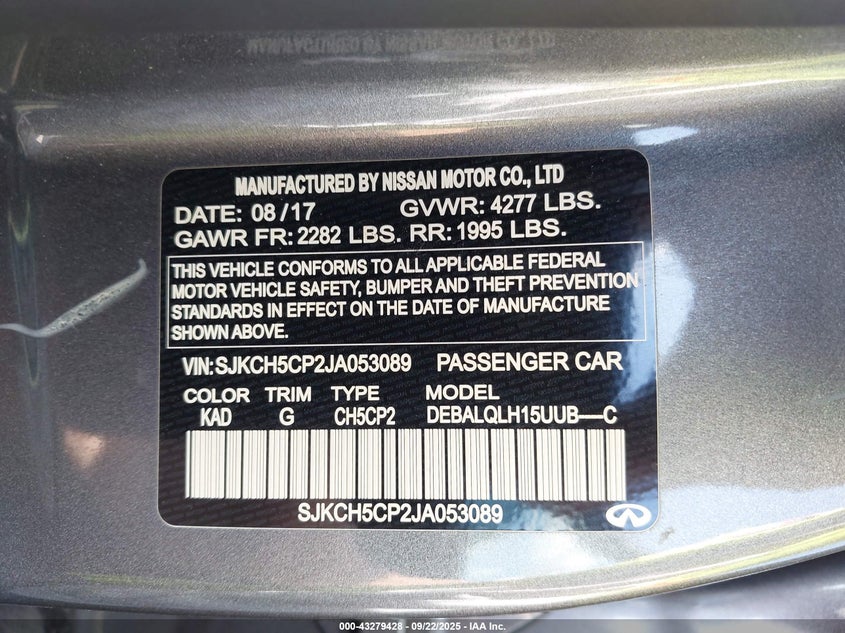 MANUFACTURED BY NISSAN MOTOR CO., LTD
DATE: 08 /17 GVWR: 4277 LBS.
GAWR FR: 2282 LBS. RR: 1995 LBS.
THIS VEHICLE CONFORMS TO ALL APPLICABLE FEDERAL
MOTOR VEHICLE SAFETY, BUMPER AND THEFT PREVENTION
STANDARDS IN EFFECT ON THE DATE OF MANUFACTURE
SHOWN ABOVE.
VIN: SJKCH5CP2JA053089 PASSENGER CAR
COLOR TRIM TYPE MODEL
KAD G CH5CP2 DEBALQLH15UUB—C
SJKCH5CP2JA053089
000-43279428 - 09/22/2025 - IAA Inc.